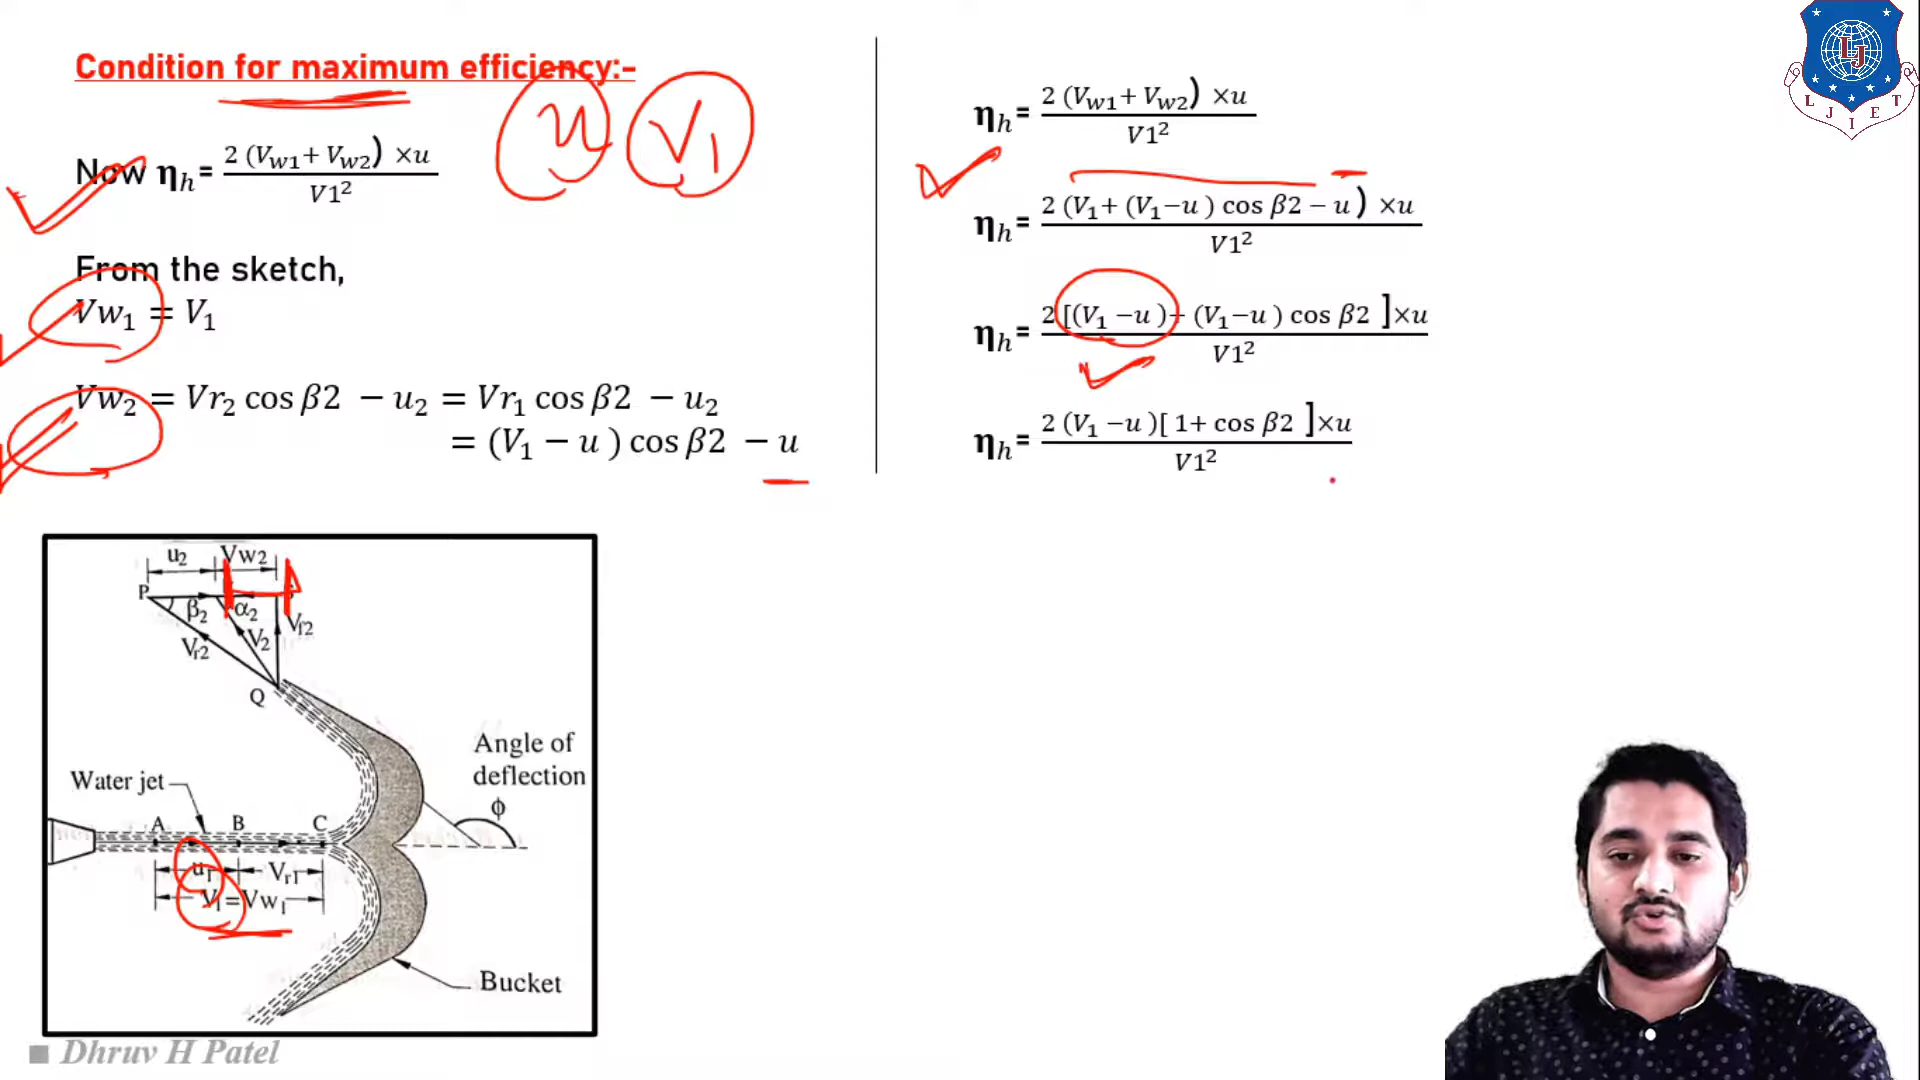 Condition for maximum efficiency:-
u V1
Now ηh= 2 (Vw1+ Vw2) ×u / V1²
From the sketch,
Vw1 = V1
Vw2 = Vr2 cos β2 − u2 = Vr1 cos β2 − u2
= (V1 − u ) cos β2 − u
ηh= 2 (Vw1+ Vw2) ×u / V1²
ηh= 2 (V1+ (V1−u ) cos β2 − u) ×u / V1²
ηh= 2 [(V1 −u )+ (V1−u ) cos β2 ]×u / V1²
ηh= 2 (V1 −u)[ 1+ cos β2 ]×u / V1²
LJ
L J I E T
u2 Vw2
P β2 α2
Vr2 V2 Vf2
Q
Angle of
deflection
ϕ
Water jet
A B C
u1 Vr1
V1=Vw1
Bucket
Dhruv H Patel